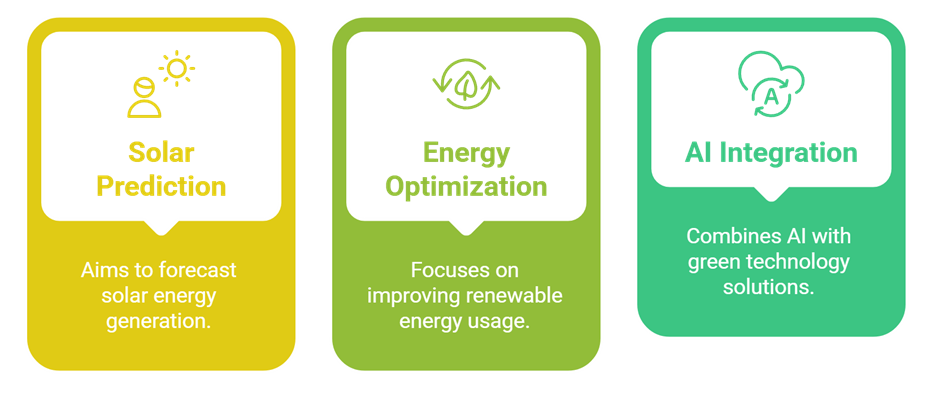 Solar
Prediction
Aims to forecast
solar energy
generation.
Energy
Optimization
Focuses on
improving renewable
energy usage.
A
AI Integration
Combines AI with
green technology
solutions.